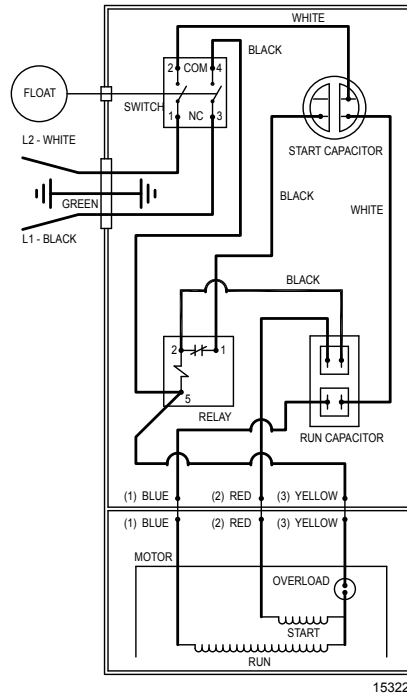 WHITE
BLACK
2 COM 4
FLOAT
SWITCH
1 NC 3
L2 - WHITE
START CAPACITOR
GREEN
BLACK
WHITE
L1 - BLACK
BLACK
2 1
5
RELAY
RUN CAPACITOR
(1) BLUE (2) RED (3) YELLOW
(1) BLUE (2) RED (3) YELLOW
MOTOR
OVERLOAD
START
RUN
15322